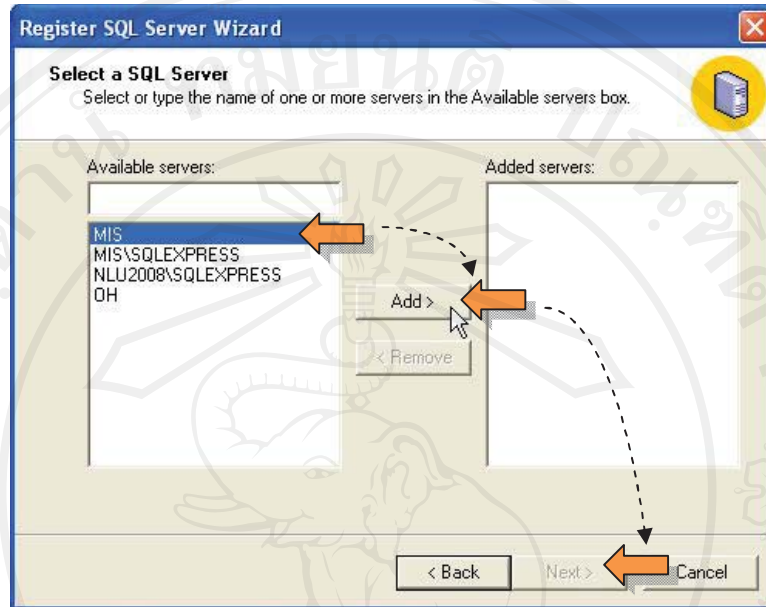 Register SQL Server Wizard
Select a SQL Server
Select or type the name of one or more servers in the Available servers box.
Available servers:
Added servers:
MIS
MIS\SQLEXPRESS
NLU2008\SQLEXPRESS
OH
Add >
< Remove
< Back
Next >
Cancel